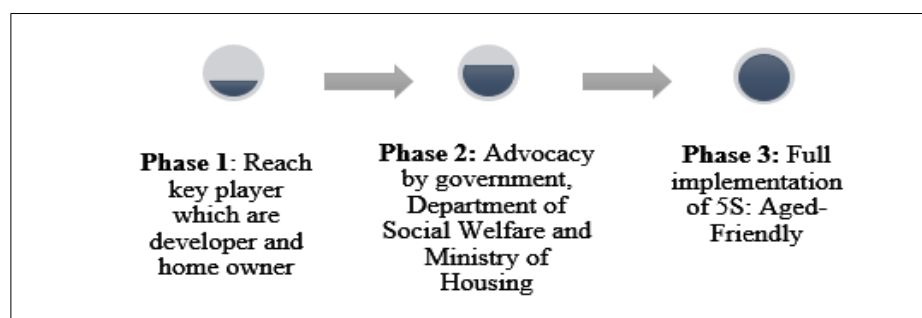 Phase 1: Reach
key player
which are
developer and
home owner
Phase 2: Advocacy
by government,
Department of
Social Welfare and
Ministry of
Housing
Phase 3: Full
implementation
of 5S: Aged-
Friendly